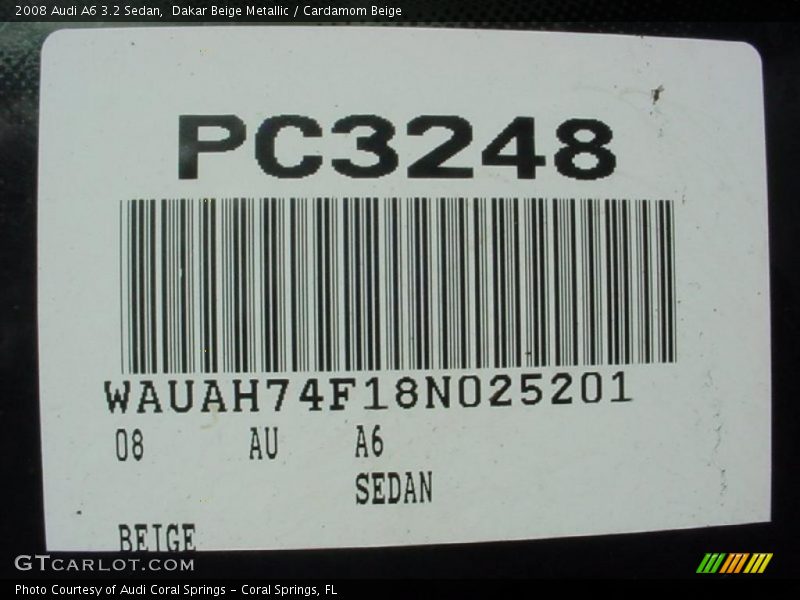 2008 Audi A6 3.2 Sedan, Dakar Beige Metallic / Cardamom Beige
PC3248
WAUAH74F18N025201
08 AU A6
SEDAN
BEIGE
GTCARLOT.COM
Photo Courtesy of Audi Coral Springs - Coral Springs, FL